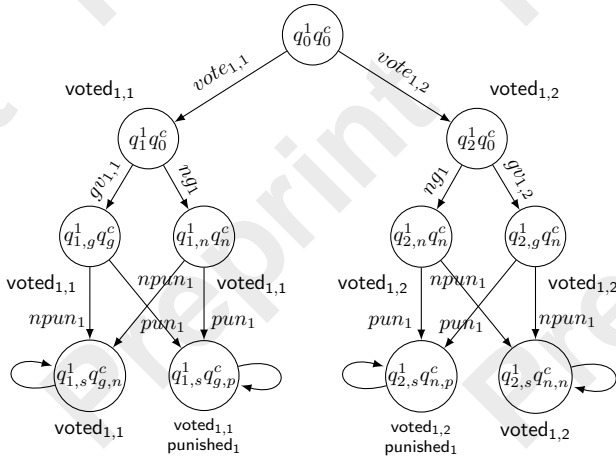 q_0^1 q_0^c
vote_{1,1} vote_{1,2}
voted_{1,1} voted_{1,2}
q_1^1 q_0^c q_2^1 q_0^c
gv_{1,1} ng_1 ng_1 gv_{1,2}
q_{1,g}^1 q_g^c q_{1,n}^1 q_n^c q_{2,n}^1 q_n^c q_{2,g}^1 q_n^c
voted_{1,1} npun_1 voted_{1,1} voted_{1,2} npun_1 voted_{1,2}
npun_1 pun_1 pun_1 pun_1 pun_1 npun_1
q_{1,s}^1 q_{g,n}^c q_{1,s}^1 q_{g,p}^c q_{2,s}^1 q_{n,p}^c q_{2,s}^1 q_{n,n}^c
voted_{1,1} voted_{1,1} voted_{1,2} voted_{1,2}
punished_1 punished_1
Preprint